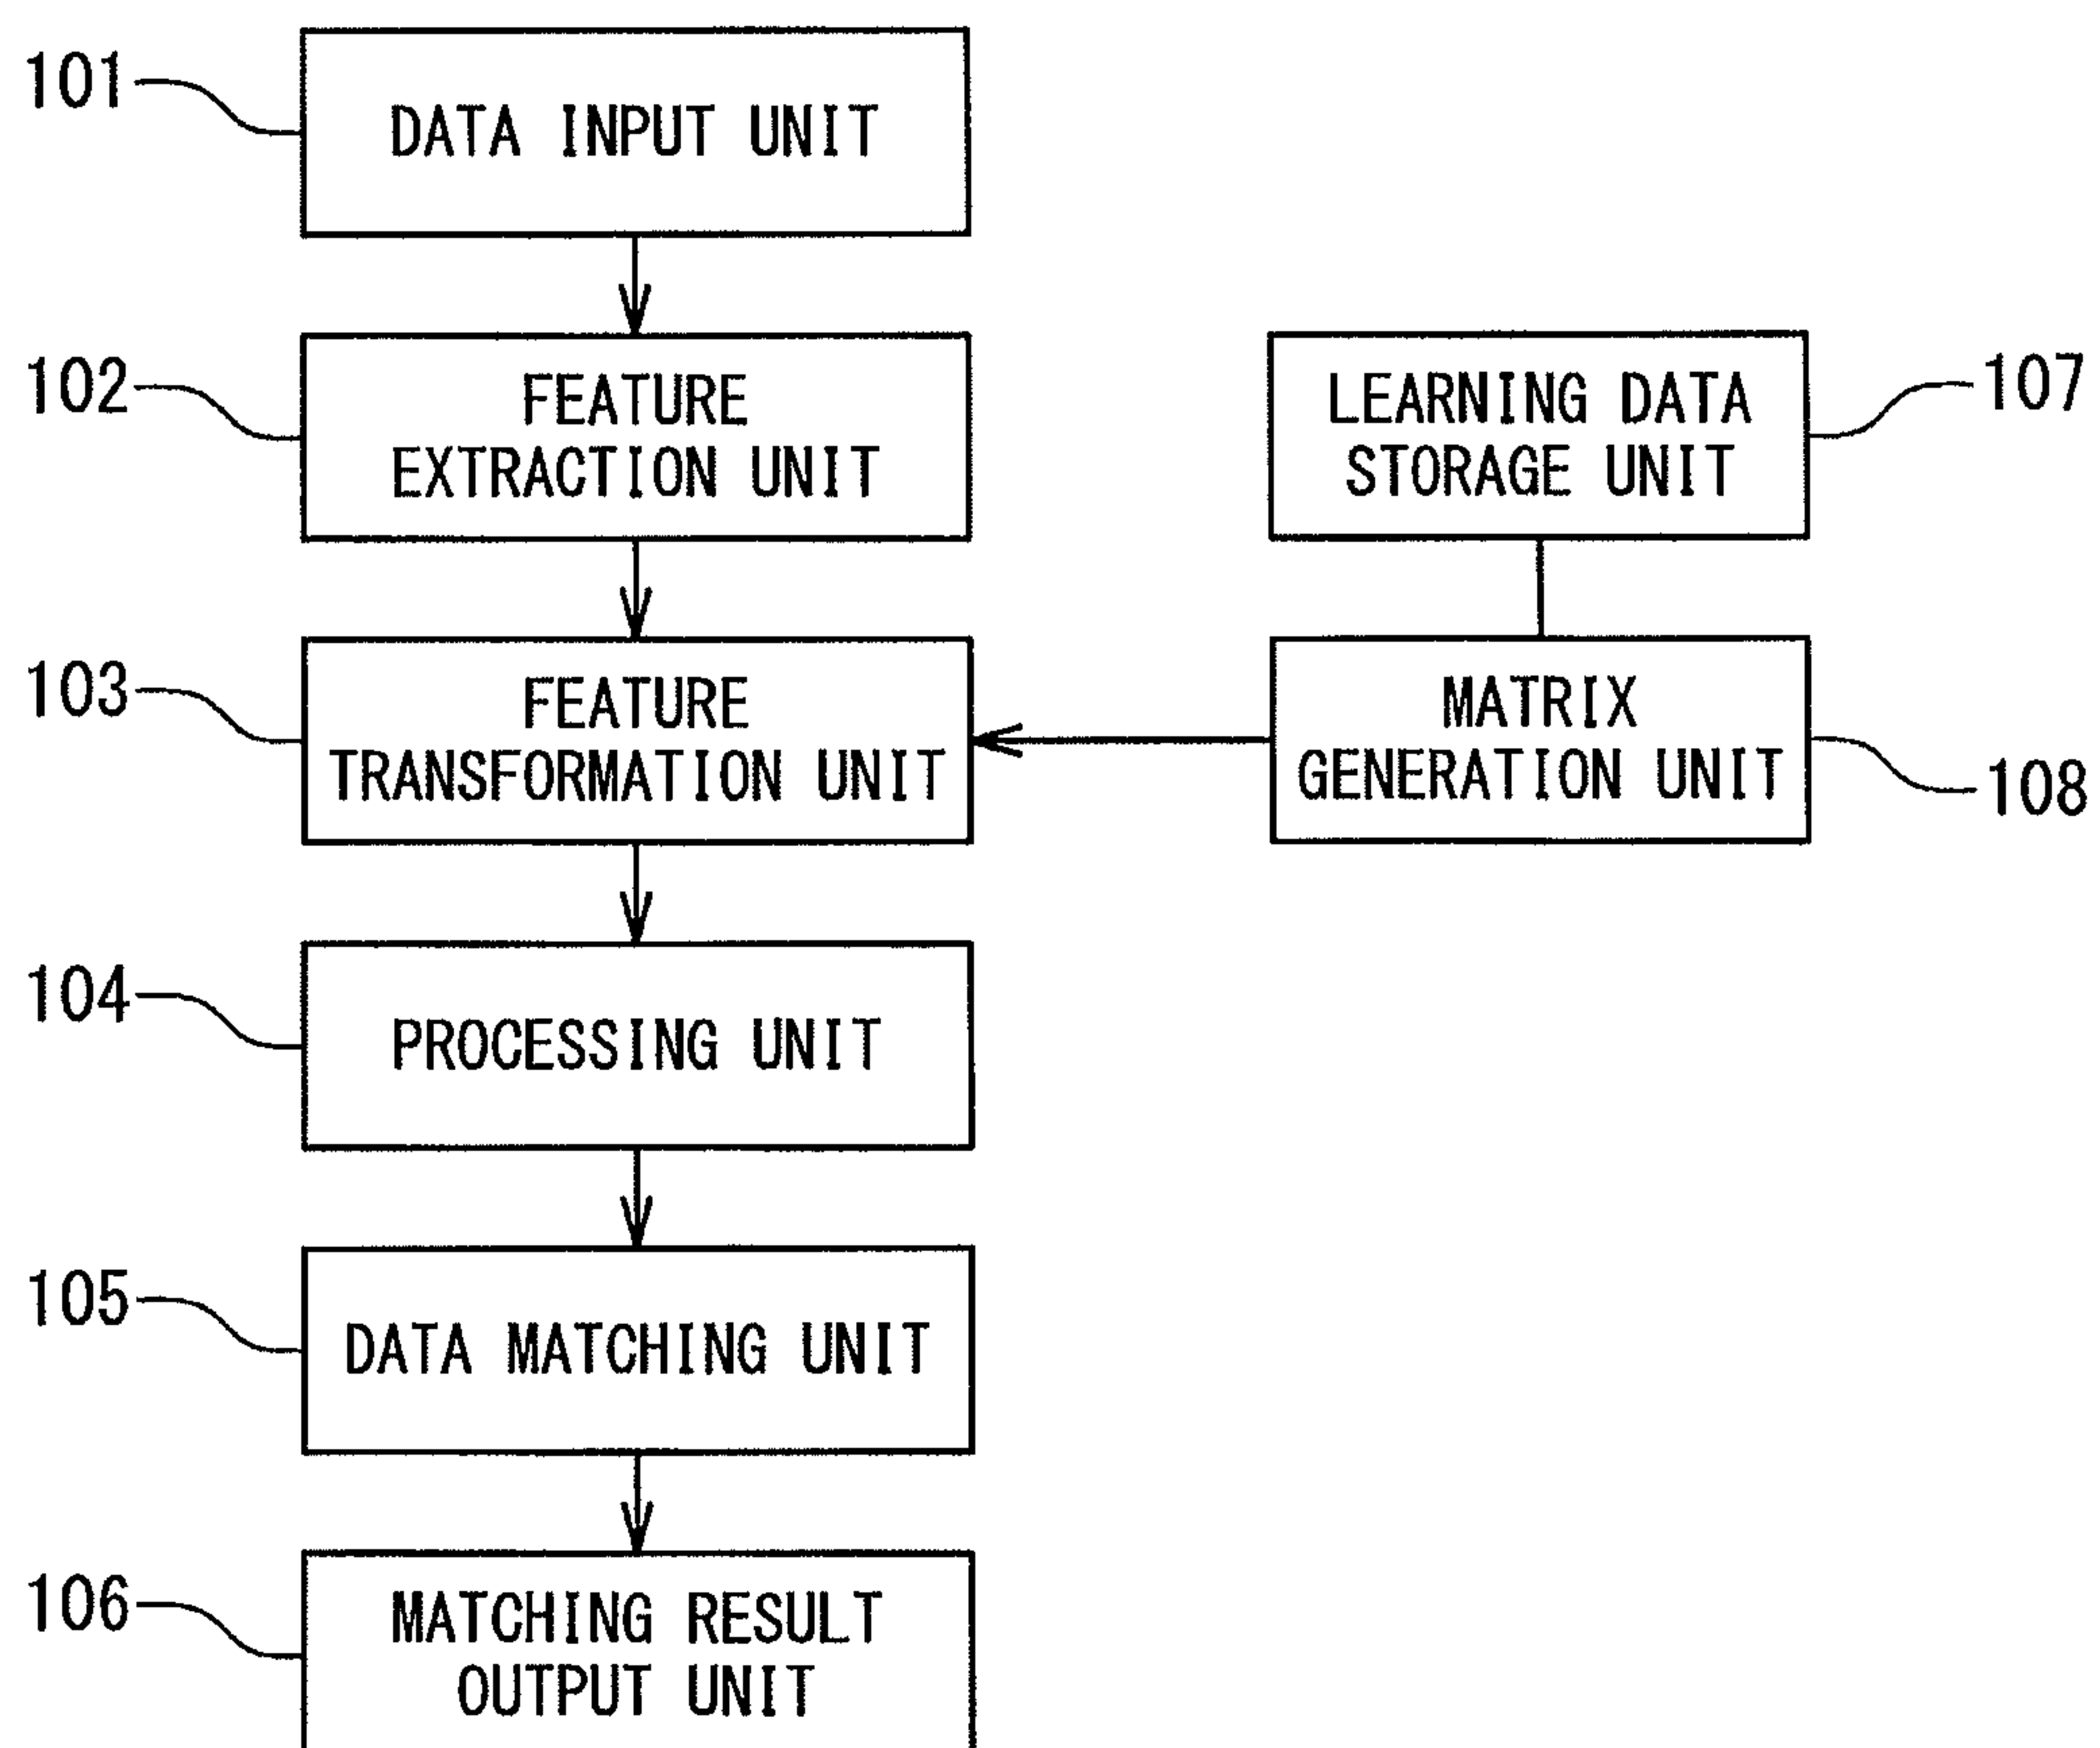 101
DATA INPUT UNIT
102
FEATURE
EXTRACTION UNIT
LEARNING DATA
STORAGE UNIT
107
103
FEATURE
TRANSFORMATION UNIT
MATRIX
GENERATION UNIT
108
104
PROCESSING UNIT
105
DATA MATCHING UNIT
106
MATCHING RESULT
OUTPUT UNIT